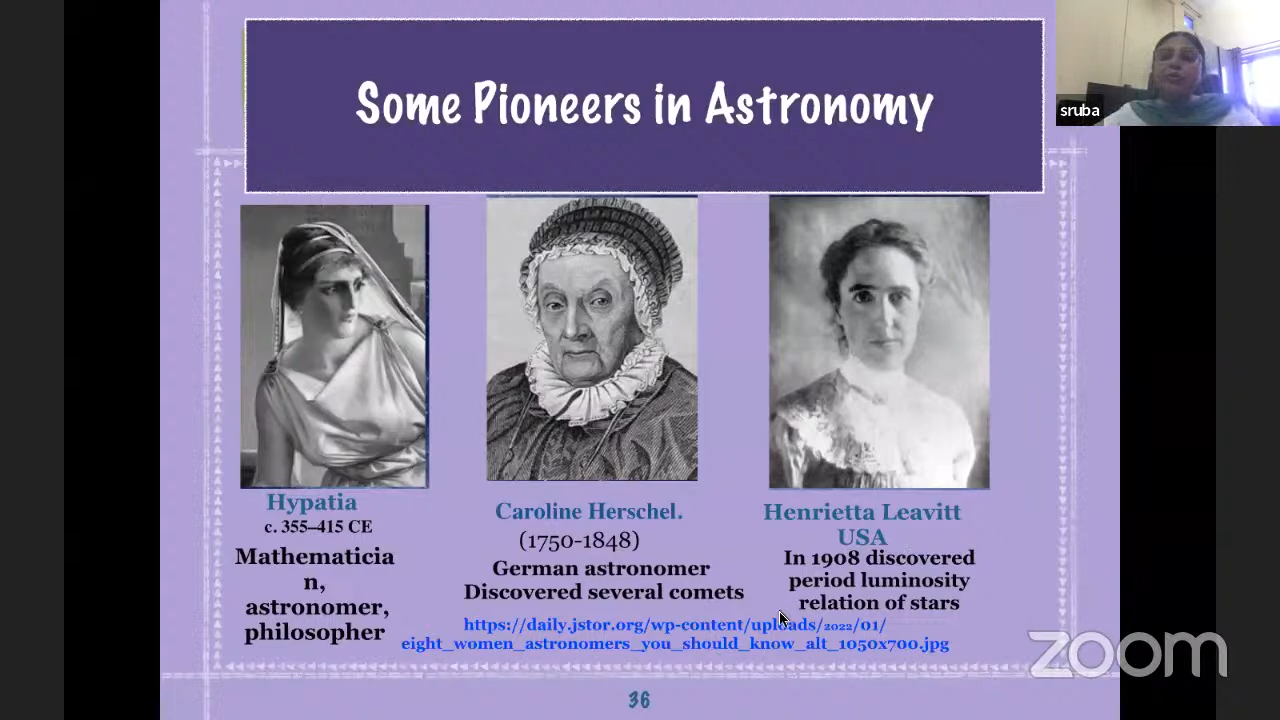 Some Pioneers in Astronomy
sruba
Hypatia
c. 355–415 CE
Mathematicia
n,
astronomer,
philosopher
Caroline Herschel.
(1750-1848)
German astronomer
Discovered several comets
Henrietta Leavitt
USA
In 1908 discovered
period luminosity
relation of stars
https://daily.jstor.org/wp-content/uploads/2022/01/
eight_women_astronomers_you_should_know_alt_1050x700.jpg
zoom
36